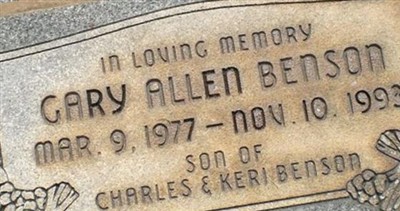 IN LOVING MEMORY
GARY ALLEN BENSON
MAR. 9, 1977 - NOV. 10, 1993
SON OF
CHARLES & KERI BENSON